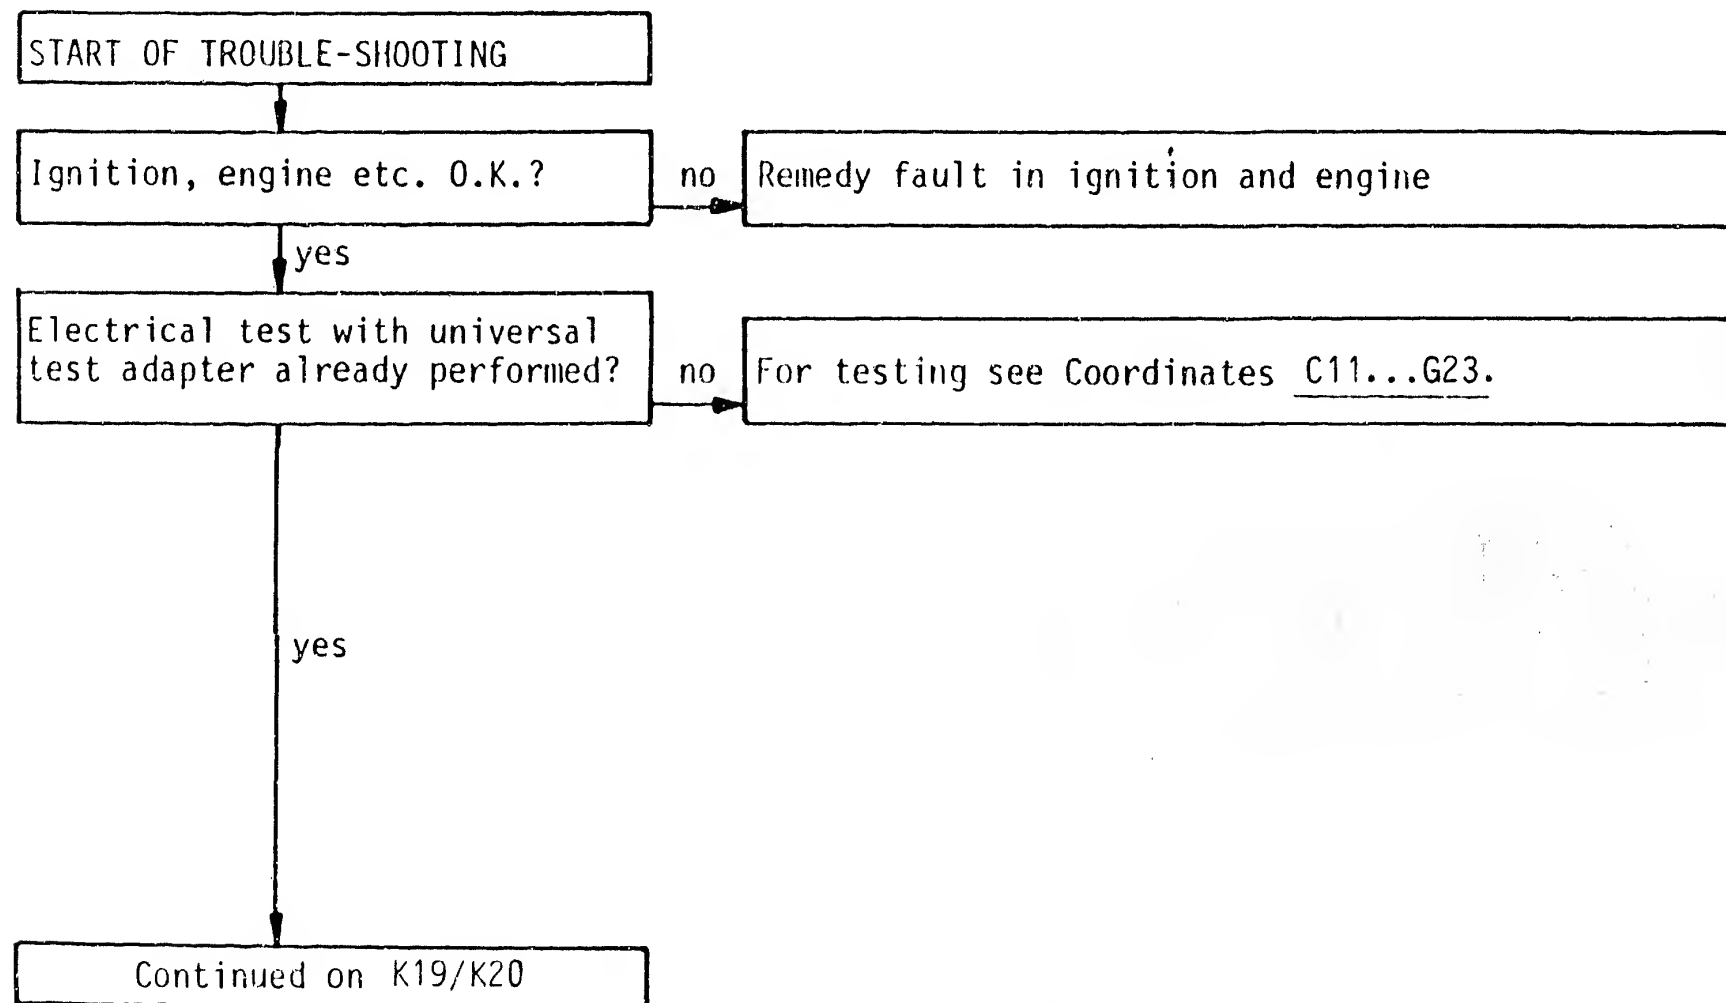 START OF TROUBLE-SHOOTING
Ignition, engine etc. O.K.?
no
Remedy fault in ignition and engine
yes
Electrical test with universal
test adapter already performed?
no
For testing see Coordinates C11...G23.
yes
Continued on K19/K20